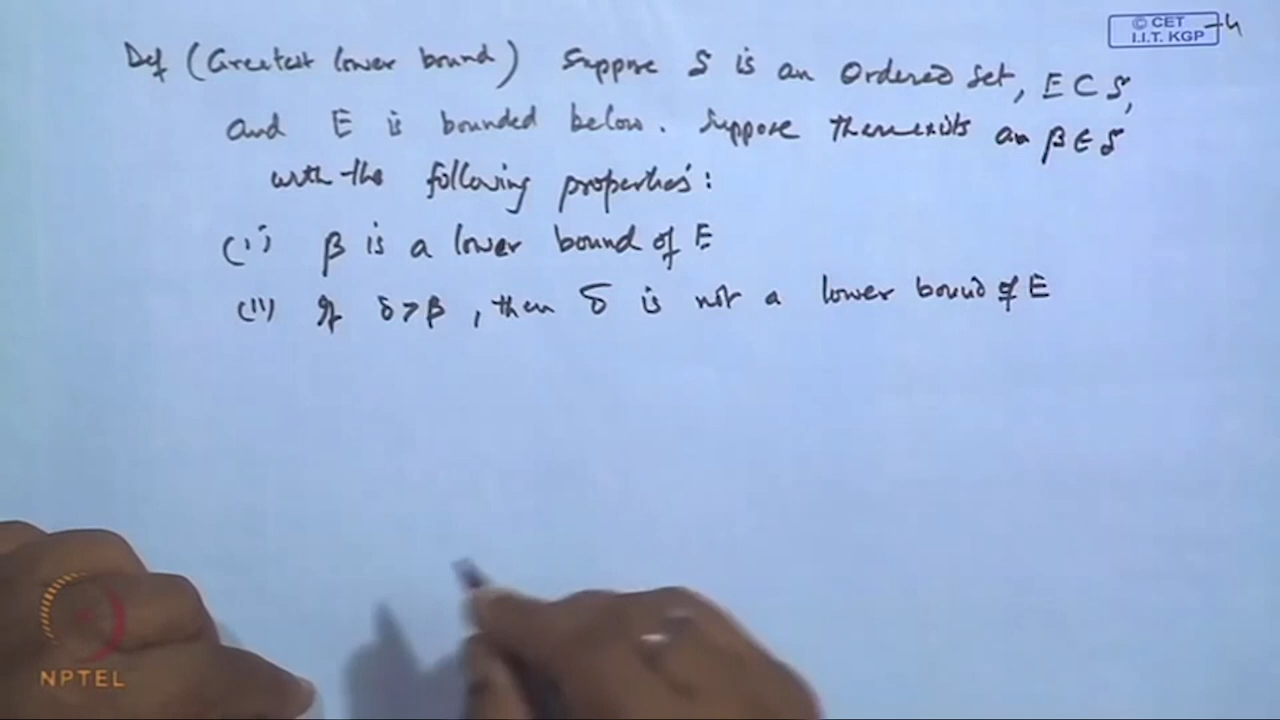 © CET
I.I.T. KGP
Def (Greatest lower bound) Suppose S is an Ordered set, E ⊂ S,
and E is bounded below. Suppose there exists an β ∈ S
with the following properties:
(i) β is a lower bound of E
(ii) If δ > β, then δ is not a lower bound of E
NPTEL